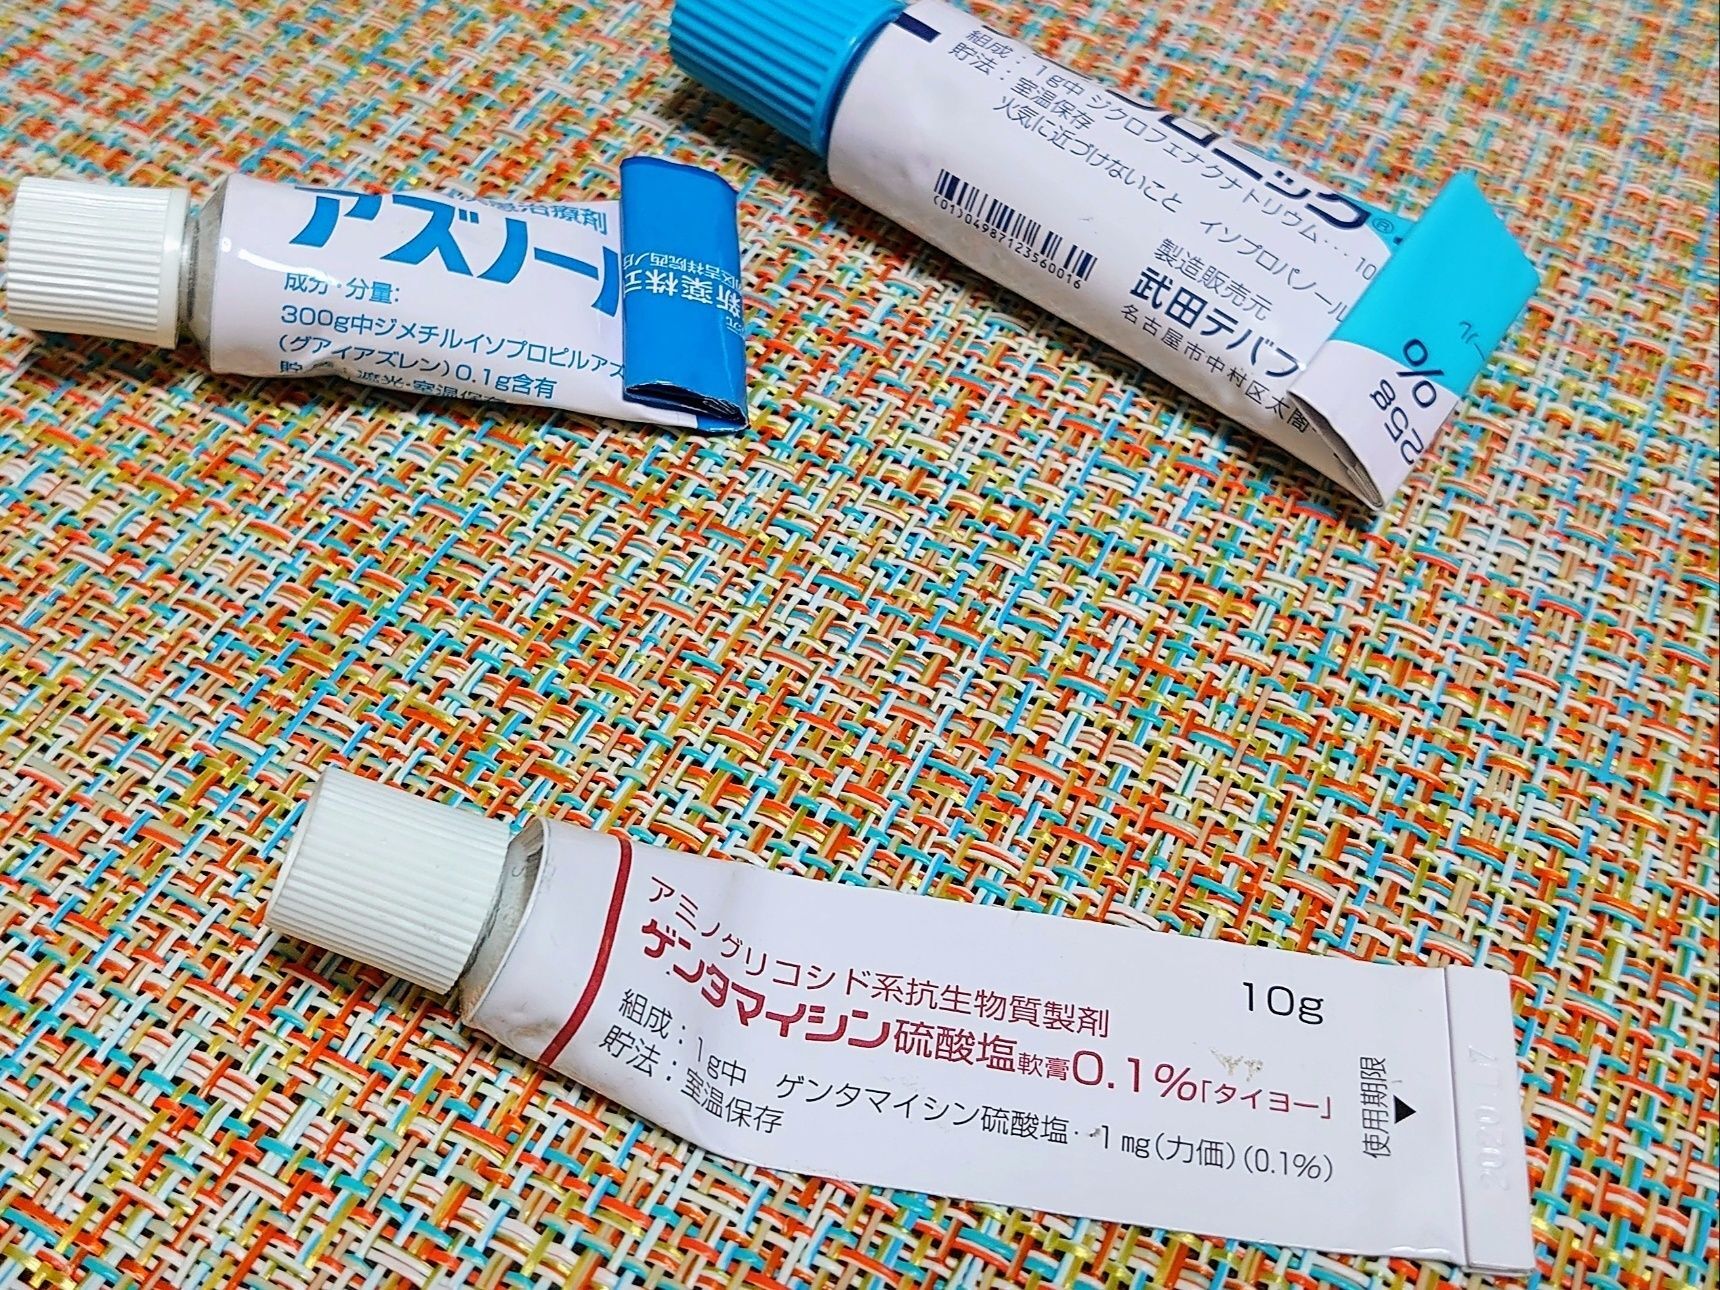 アズノー
成分・分量:
300g中ジメチルイソプロピルアズ
(グアイアズレン)0.1g含有
組成:1g中 ジクロフェナクナトリウム… 10
貯法:室温保存
火気に近づけないこと イソプロパノール
ロニック®
(01)04987123560016
製造販売元
武田テバフ
名古屋市中村区太閤
%
25g
アミノグリコシド系抗生物質製剤
ゲンタマイシン硫酸塩軟膏0.1%「タイヨー」
10g
組成:1g中 ゲンタマイシン硫酸塩‥1mg(力価)(0.1%)
貯法:室温保存
使用期限